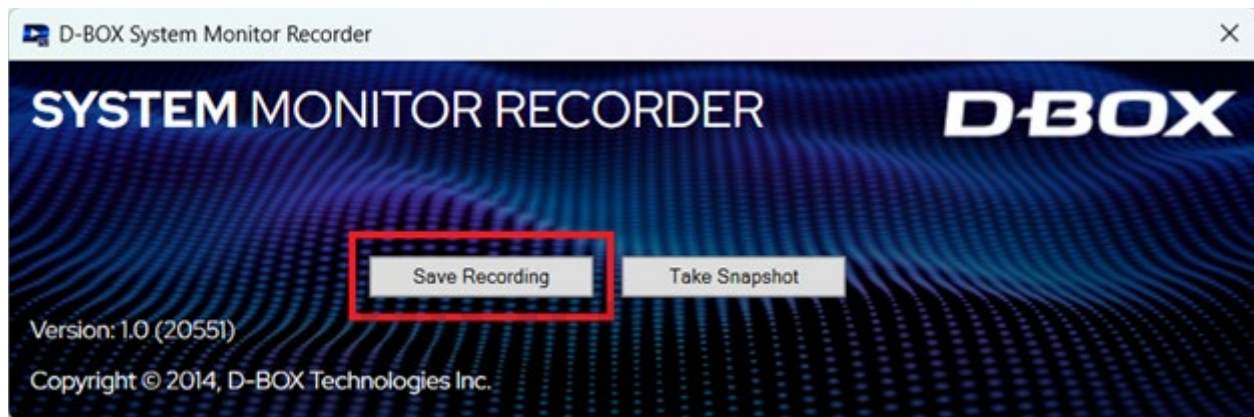 D-BOX System Monitor Recorder
SYSTEM MONITOR RECORDER
D-BOX
Save Recording
Take Snapshot
Version: 1.0 (20551)
Copyright © 2014, D-BOX Technologies Inc.